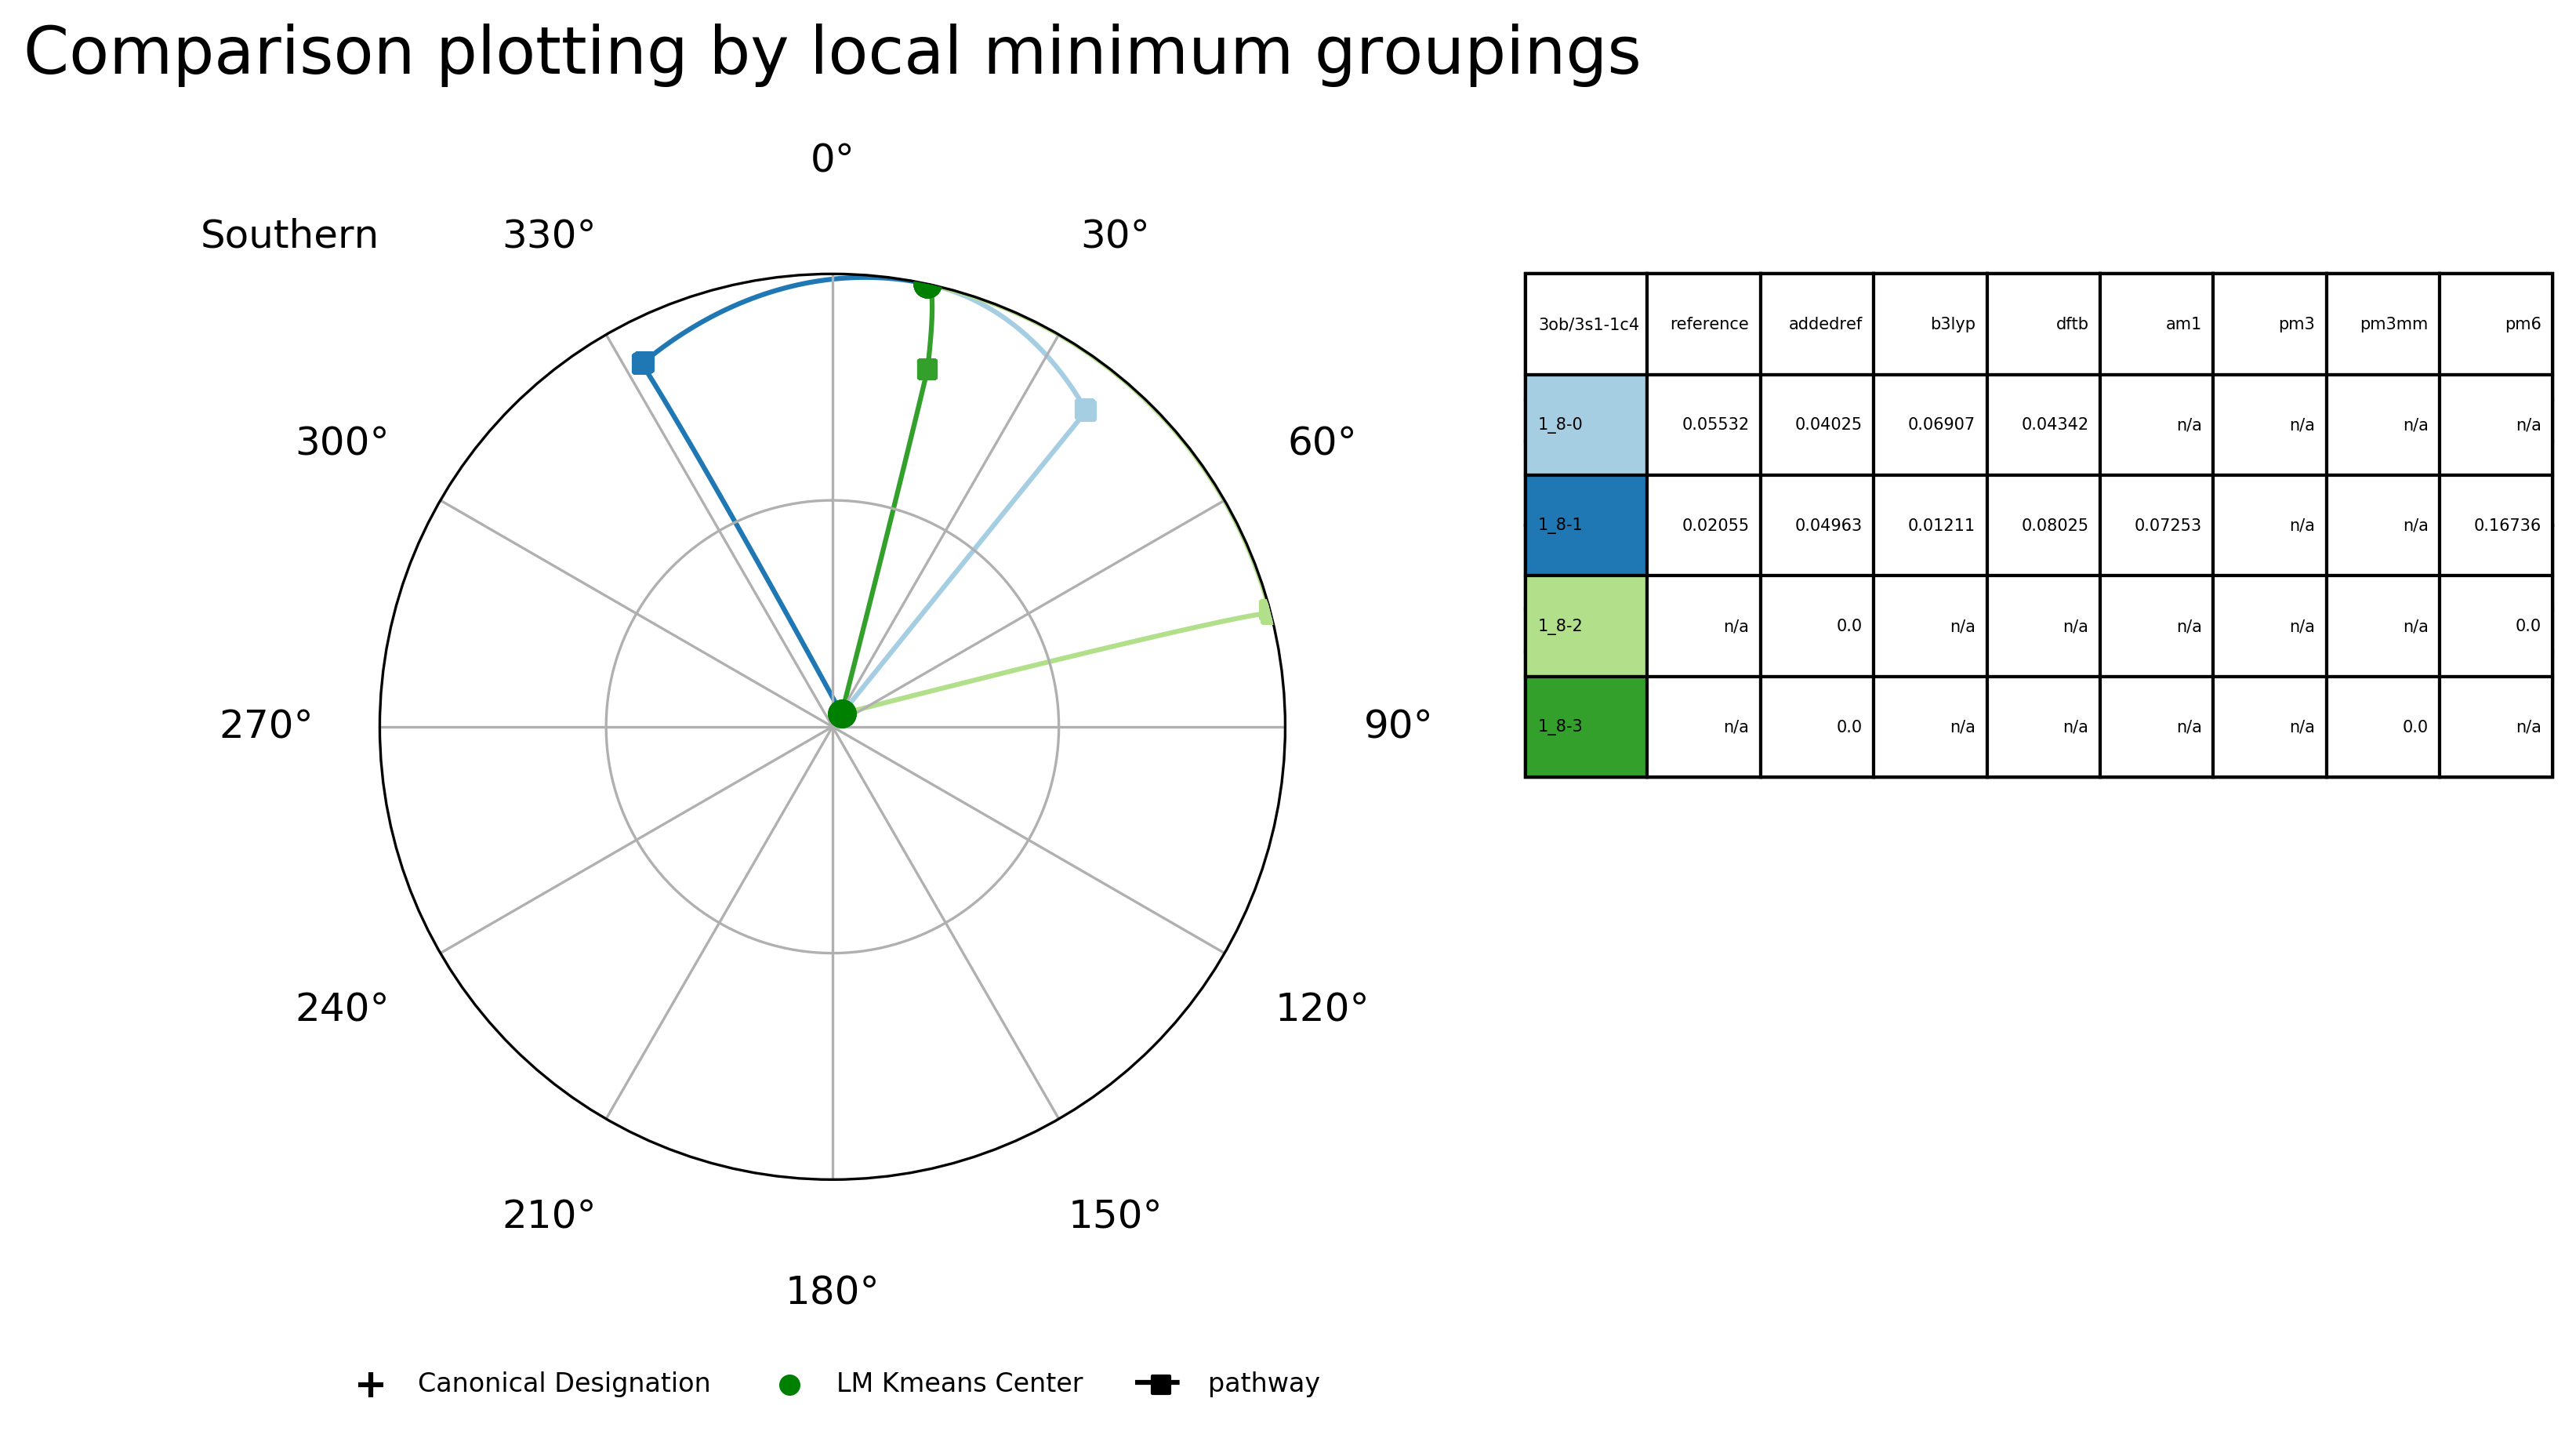 Comparison plotting by local minimum groupings
0°
Southern 330° 30°
300° 60°
270° 90°
240° 120°
210° 150°
180°
+ Canonical Designation LM Kmeans Center pathway
3ob/3s1-1c4 reference addedref b3lyp dftb am1 pm3 pm3mm pm6
1_8-0 0.05532 0.04025 0.06907 0.04342 n/a n/a n/a n/a
1_8-1 0.02055 0.04963 0.01211 0.08025 0.07253 n/a n/a 0.16736
1_8-2 n/a 0.0 n/a n/a n/a n/a n/a 0.0
1_8-3 n/a 0.0 n/a n/a n/a n/a 0.0 n/a